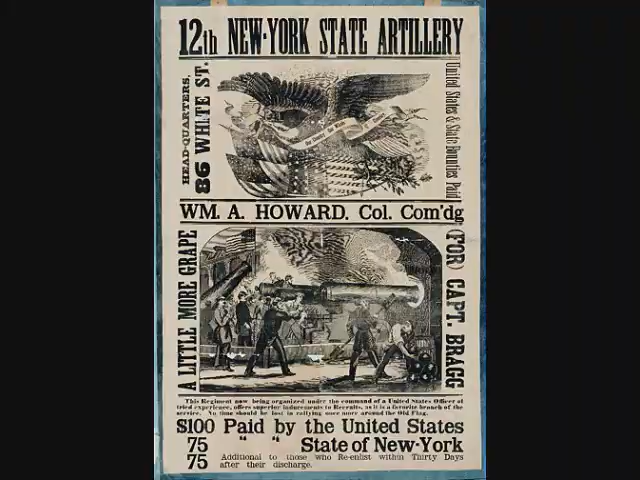 12th NEW-YORK STATE ARTILLERY
HEAD-QUARTERS,
86 WHITE ST.
United States & State Bounties Paid
WM. A. HOWARD. Col. Com'dg
A LITTLE MORE GRAPE
(FOR) CAPT. BRAGG
This Regiment now being organized under the command of a United States Officer of
tried experience, offers superior inducements to Recruits, as it is a favorite branch of the
service. No time should be lost in rallying once more around the Old Flag.
$100 Paid by the United States
75 " " State of New-York
75 Additional to those who Re-enlist within Thirty Days
after their discharge.